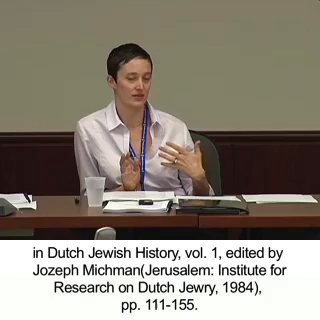 in Dutch Jewish History, vol. 1, edited by
Jozeph Michman(Jerusalem: Institute for
Research on Dutch Jewry, 1984),
pp. 111-155.